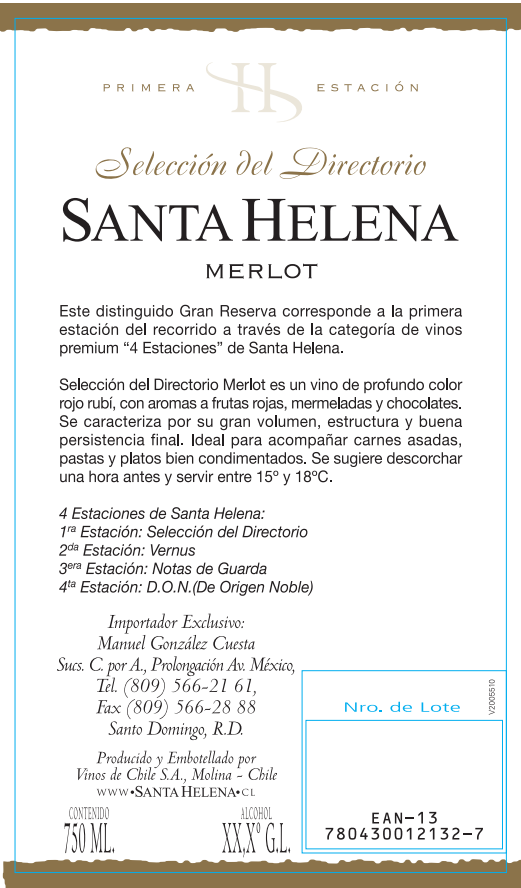 PRIMERA H ESTACIÓN
Selección del Directorio
SANTA HELENA
MERLOT
Este distinguido Gran Reserva corresponde a la primera
estación del recorrido a través de la categoría de vinos
premium “4 Estaciones” de Santa Helena.
Selección del Directorio Merlot es un vino de profundo color
rojo rubí, con aromas a frutas rojas, mermeladas y chocolates.
Se caracteriza por su gran volumen, estructura y buena
persistencia final. Ideal para acompañar carnes asadas,
pastas y platos bien condimentados. Se sugiere descorchar
una hora antes y servir entre 15º y 18ºC.
4 Estaciones de Santa Helena:
1ra Estación: Selección del Directorio
2da Estación: Vernus
3era Estación: Notas de Guarda
4ta Estación: D.O.N.(De Origen Noble)
Importador Exclusivo:
Manuel González Cuesta
Sucs. C. por A., Prolongación Av. México,
Tel. (809) 566-21 61,
Fax (809) 566-28 88
Santo Domingo, R.D.
Producido y Embotellado por
Vinos de Chile S.A., Molina - Chile
WWW•SANTA HELENA•CL
CONTENIDO
750 ML.
ALCOHOL
XX,X° G.L.
Nro. de Lote
V2005510
EAN-13
780430012132-7